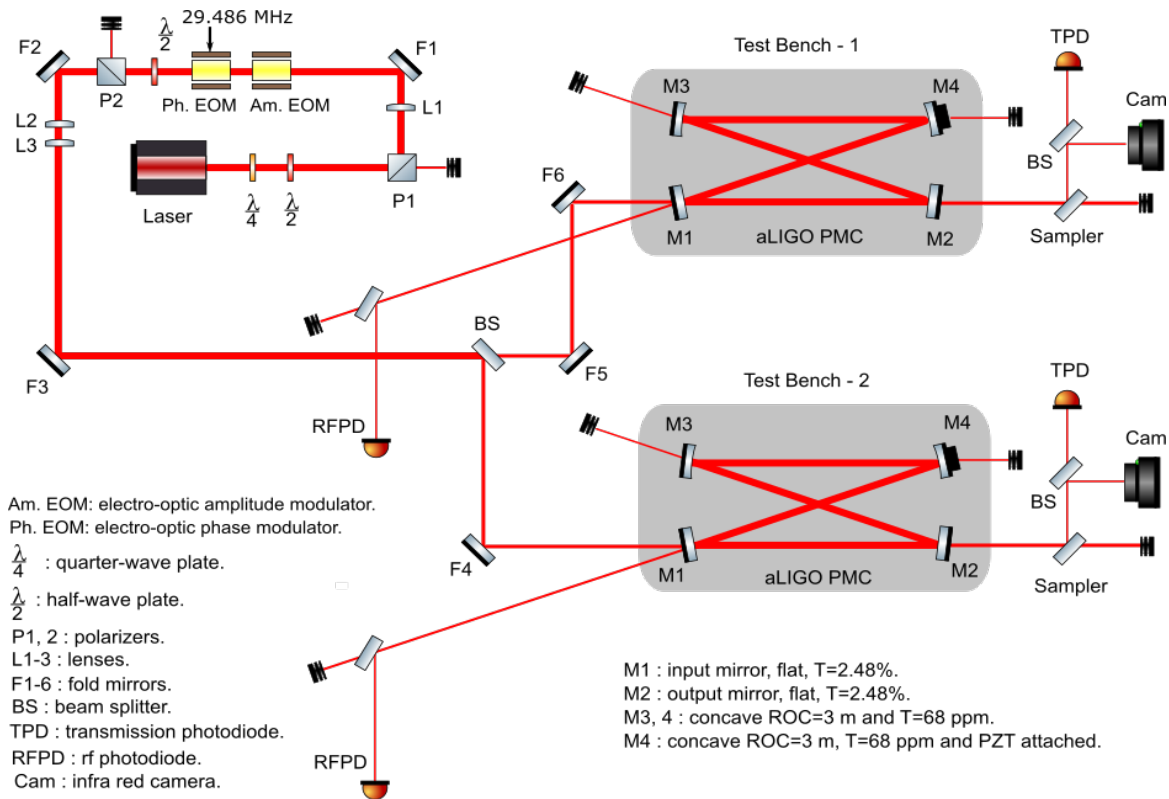 29.486 MHz
F2
λ/2
F1
P2
Ph. EOM
Am. EOM
L1
L2
L3
Laser
λ/4
λ/2
P1
Test Bench - 1
TPD
M3
M4
Cam
BS
F6
M1
aLIGO PMC
M2
Sampler
BS
F3
F5
RFPD
Test Bench - 2
TPD
M3
M4
Cam
BS
F4
M1
aLIGO PMC
M2
Sampler
RFPD
Am. EOM: electro-optic amplitude modulator.
Ph. EOM: electro-optic phase modulator.
λ/4 : quarter-wave plate.
λ/2 : half-wave plate.
P1, 2 : polarizers.
L1-3 : lenses.
F1-6 : fold mirrors.
BS : beam splitter.
TPD : transmission photodiode.
RFPD : rf photodiode.
Cam : infra red camera.
M1 : input mirror, flat, T=2.48%.
M2 : output mirror, flat, T=2.48%.
M3, 4 : concave ROC=3 m and T=68 ppm.
M4 : concave ROC=3 m, T=68 ppm and PZT attached.